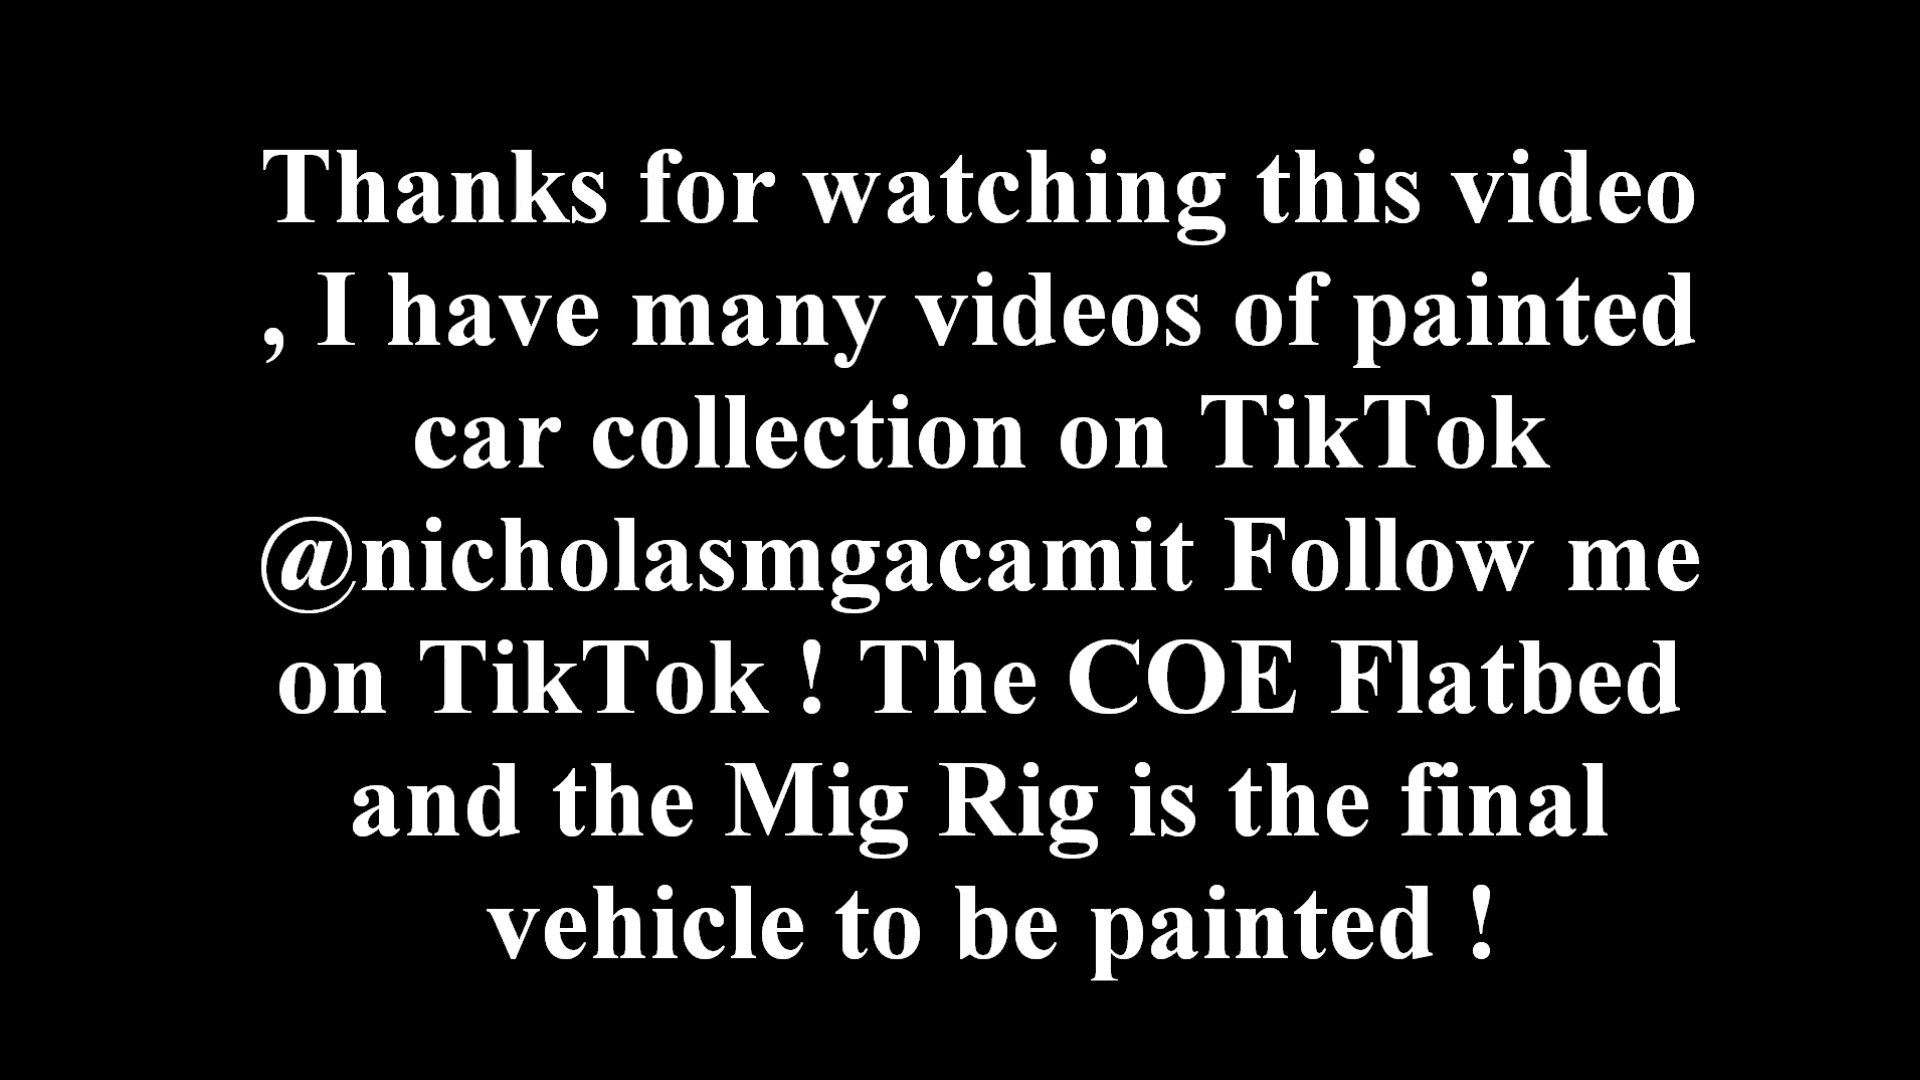 Thanks for watching this video
, I have many videos of painted
car collection on TikTok
@nicholasmgacamit Follow me
on TikTok ! The COE Flatbed
and the Mig Rig is the final
vehicle to be painted !